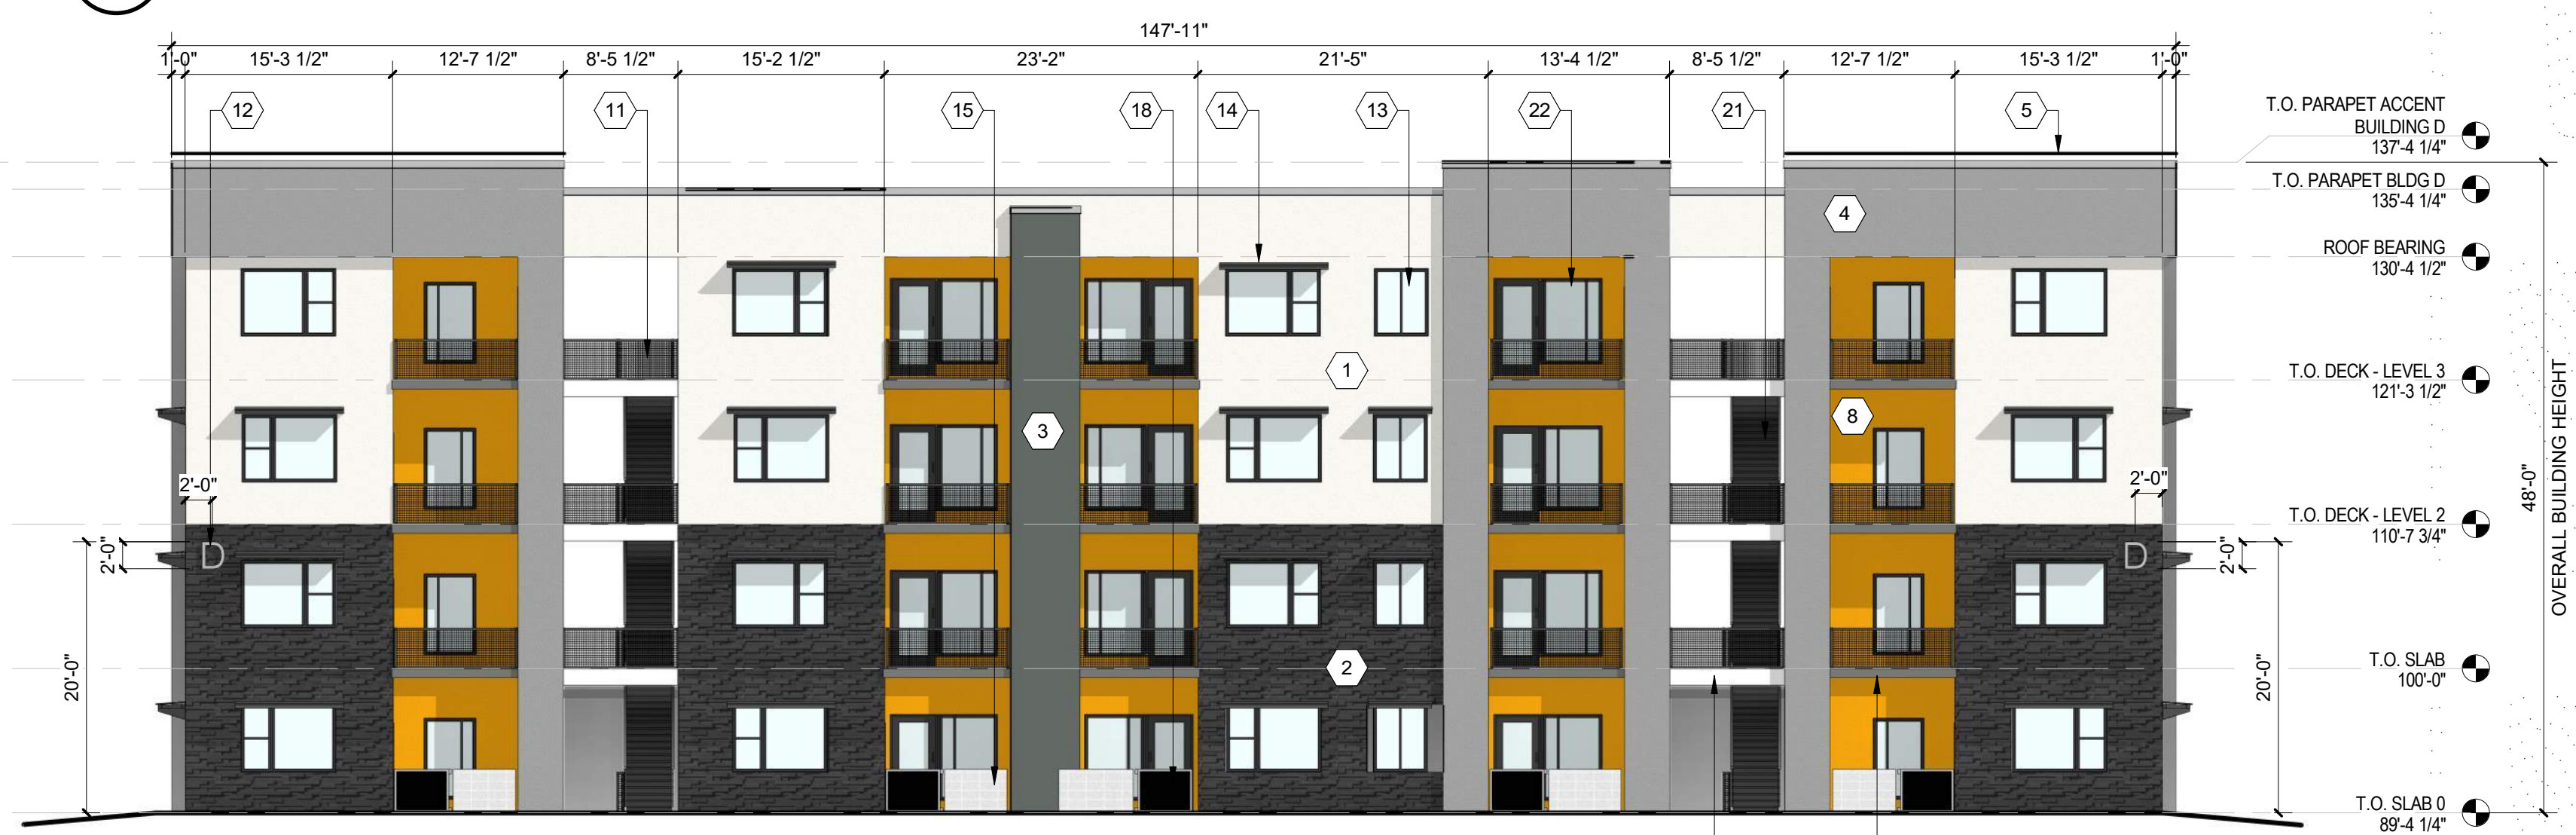 147'-11"
1'-0" 15'-3 1/2" 12'-7 1/2" 8'-5 1/2" 15'-2 1/2" 23'-2" 21'-5" 13'-4 1/2" 8'-5 1/2" 12'-7 1/2" 15'-3 1/2" 1'-0"
12 11 15 18 14 13 22 21 5
T.O. PARAPET ACCENT
BUILDING D
137'-4 1/4"
T.O. PARAPET BLDG D
135'-4 1/4"
4
ROOF BEARING
130'-4 1/2"
1
T.O. DECK - LEVEL 3
121'-3 1/2"
3
8
2'-0"
2'-0"
48'-0"
OVERALL BUILDING HEIGHT
T.O. DECK - LEVEL 2
110'-7 3/4"
2'-0"
D
D
2'-0"
20'-0"
2
T.O. SLAB
100'-0"
20'-0"
T.O. SLAB 0
89'-4 1/4"